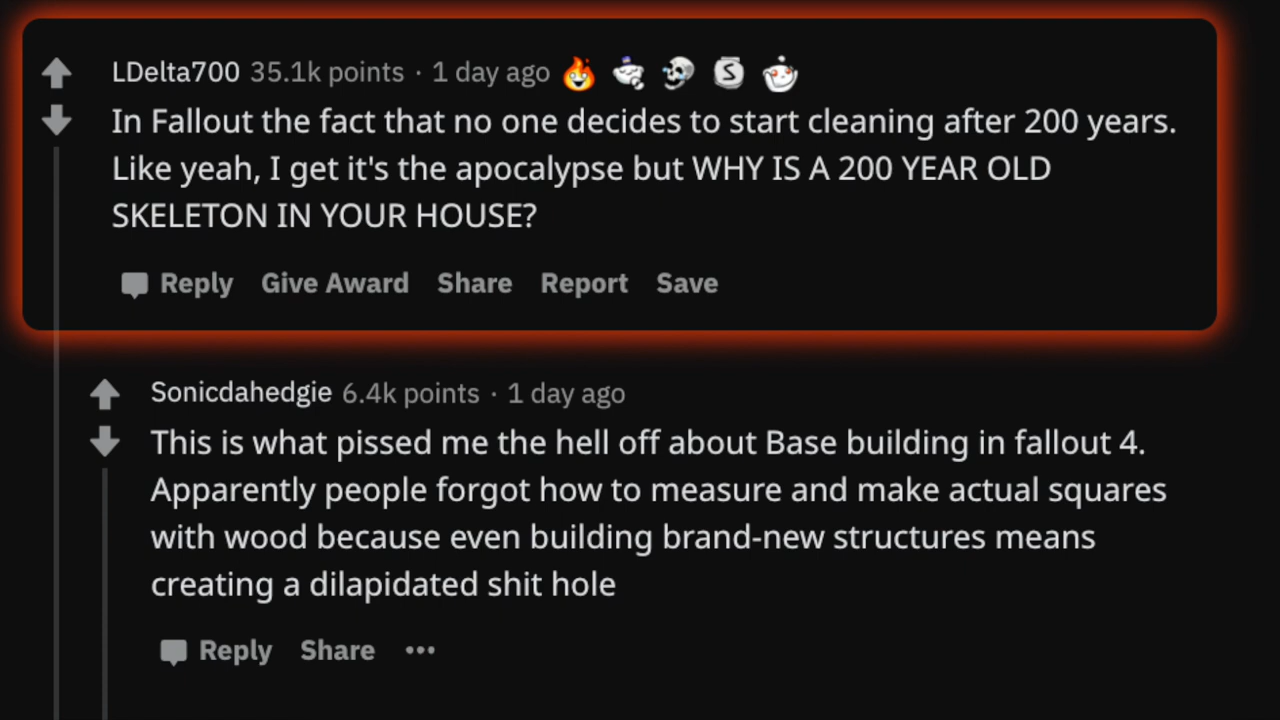 LDelta700 35.1k points · 1 day ago
In Fallout the fact that no one decides to start cleaning after 200 years.
Like yeah, I get it's the apocalypse but WHY IS A 200 YEAR OLD
SKELETON IN YOUR HOUSE?
Reply Give Award Share Report Save
Sonicdahedgie 6.4k points · 1 day ago
This is what pissed me the hell off about Base building in fallout 4.
Apparently people forgot how to measure and make actual squares
with wood because even building brand-new structures means
creating a dilapidated shit hole
Reply Share •••